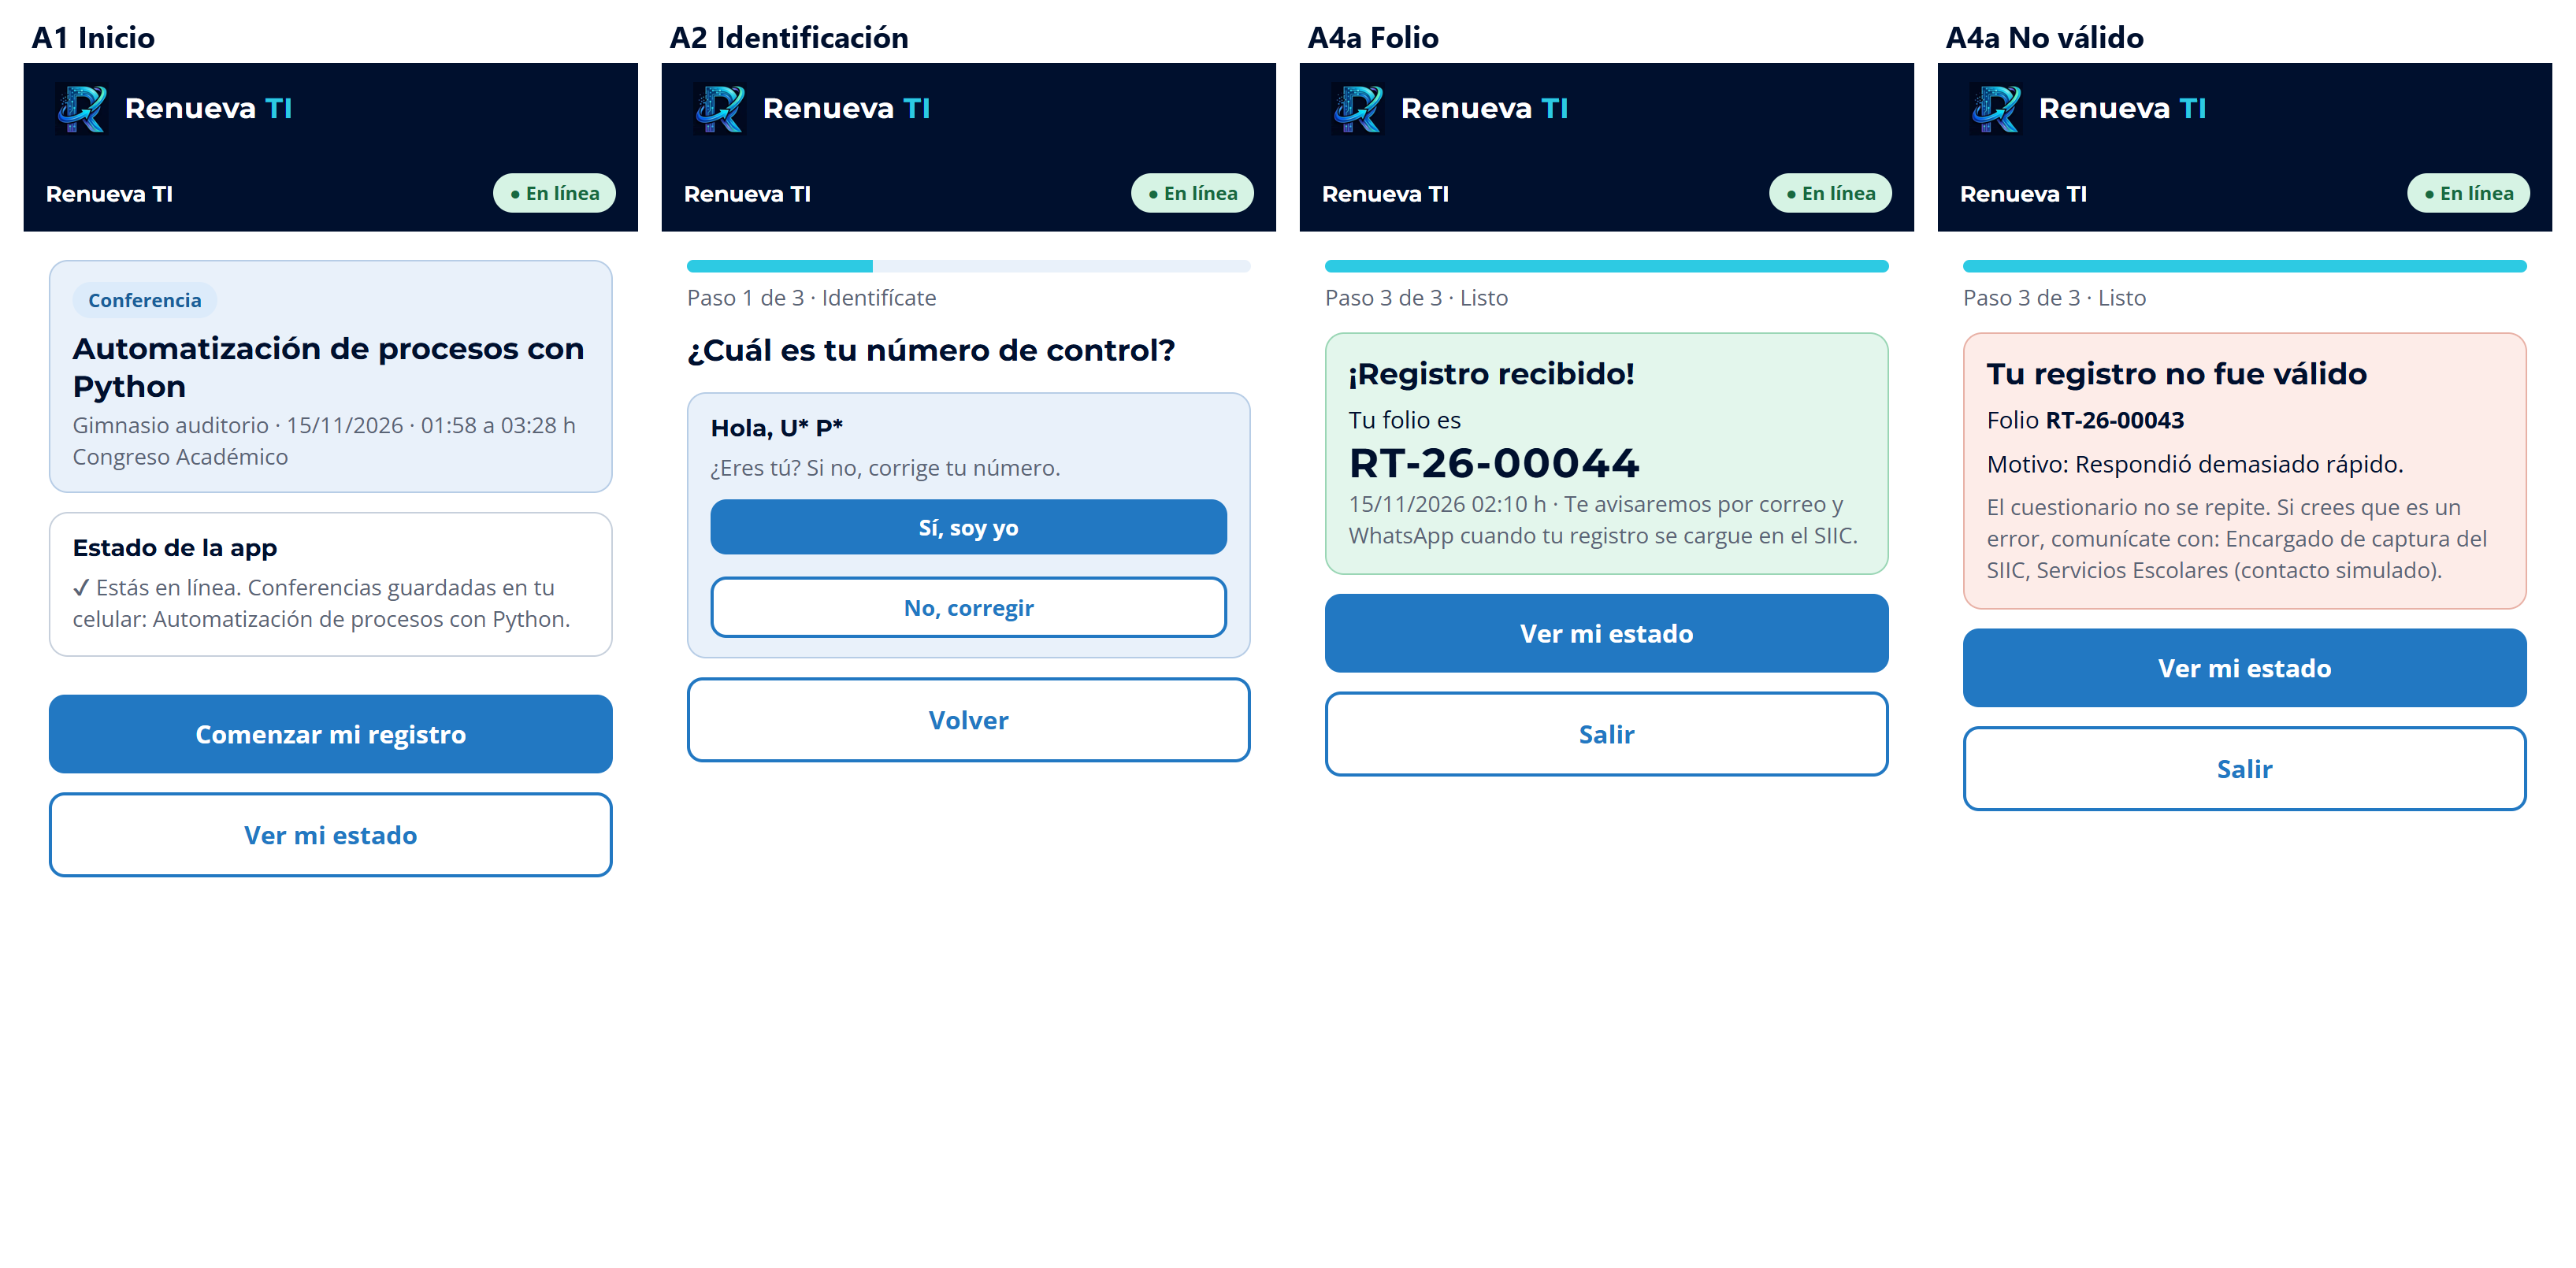 A1 Inicio
Renueva TI
Renueva TI
● En línea
Conferencia
Automatización de procesos con
Python
Gimnasio auditorio · 15/11/2026 · 01:58 a 03:28 h
Congreso Académico
Estado de la app
✓ Estás en línea. Conferencias guardadas en tu
celular: Automatización de procesos con Python.
Comenzar mi registro
Ver mi estado
A2 Identificación
Renueva TI
Renueva TI
● En línea
Paso 1 de 3 · Identifícate
¿Cuál es tu número de control?
Hola, U* P*
¿Eres tú? Si no, corrige tu número.
Sí, soy yo
No, corregir
Volver
A4a Folio
Renueva TI
Renueva TI
● En línea
Paso 3 de 3 · Listo
¡Registro recibido!
Tu folio es
RT-26-00044
15/11/2026 02:10 h · Te avisaremos por correo y
WhatsApp cuando tu registro se cargue en el SIIC.
Ver mi estado
Salir
A4a No válido
Renueva TI
Renueva TI
● En línea
Paso 3 de 3 · Listo
Tu registro no fue válido
Folio RT-26-00043
Motivo: Respondió demasiado rápido.
El cuestionario no se repite. Si crees que es un
error, comunícate con: Encargado de captura del
SIIC, Servicios Escolares (contacto simulado).
Ver mi estado
Salir